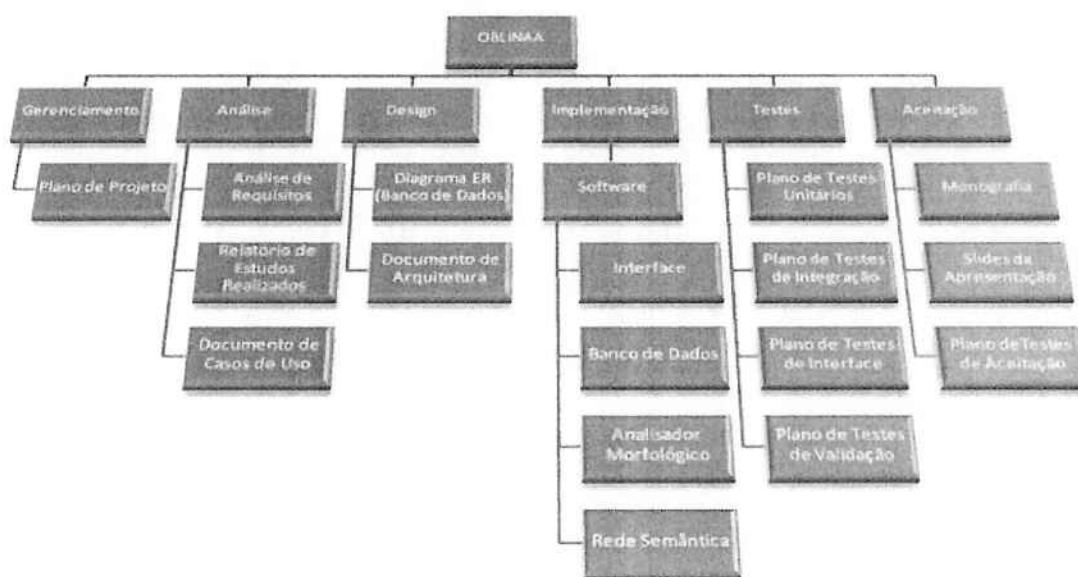 OBLINAA
Gerenciamento
Análise
Design
Implementação
Testes
Aceitação
Plano de Projeto
Análise de
Requisitos
Relatório de
Estudos
Realizados
Documento de
Casos de Uso
Diagrama ER
(Banco de Dados)
Documento de
Arquitetura
Software
Interface
Banco de Dados
Analisador
Morfológico
Rede Semântica
Plano de Testes
Unitários
Plano de Testes
de Integração
Plano de Testes
de Interface
Plano de Testes
de Validação
Monografia
Slides da
Apresentação
Plano de Testes
de Aceitação